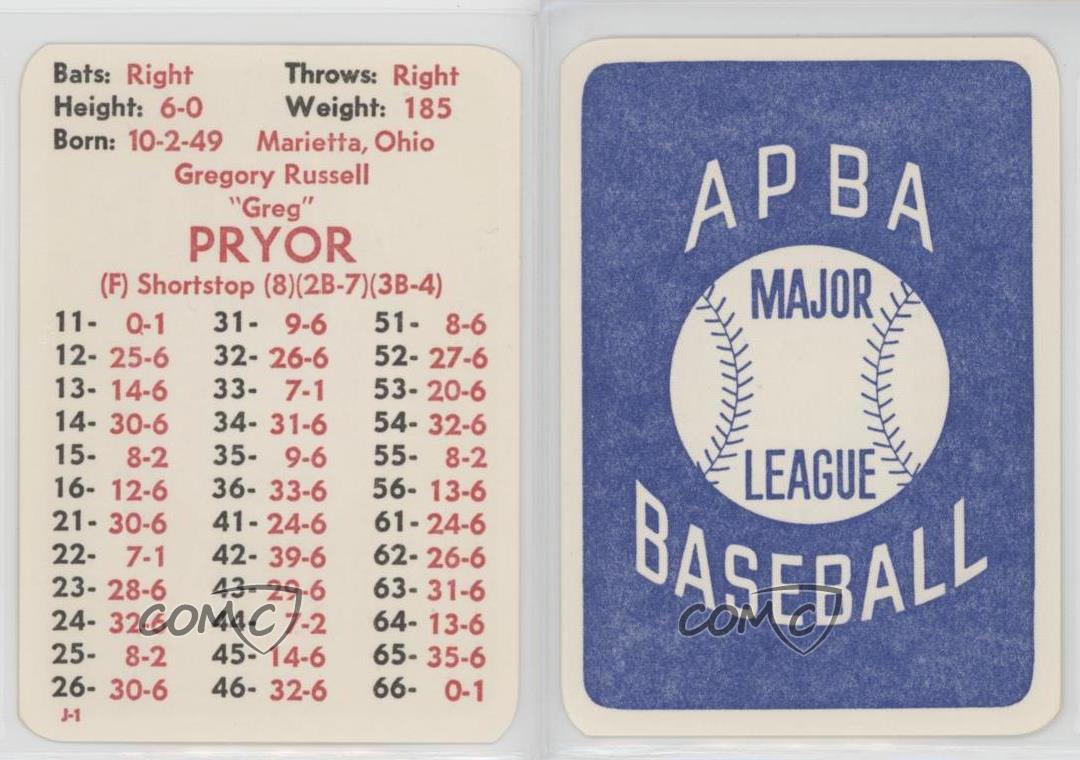 Bats: Right Throws: Right
Height: 6-0 Weight: 185
Born: 10-2-49 Marietta, Ohio
Gregory Russell
"Greg"
PRYOR
(F) Shortstop (8)(2B-7)(3B-4)
11- 0-1 31- 9-6 51- 8-6
12- 25-6 32- 26-6 52- 27-6
13- 14-6 33- 7-1 53- 20-6
14- 30-6 34- 31-6 54- 32-6
15- 8-2 35- 9-6 55- 8-2
16- 12-6 36- 33-6 56- 13-6
21- 30-6 41- 24-6 61- 24-6
22- 7-1 42- 39-6 62- 26-6
23- 28-6 43- 29-6 63- 31-6
24- 32-6 44- 7-2 64- 13-6
25- 8-2 45- 14-6 65- 35-6
26- 30-6 46- 32-6 66- 0-1
J-1
COMC
APBA
MAJOR
LEAGUE
BASEBALL
COMC